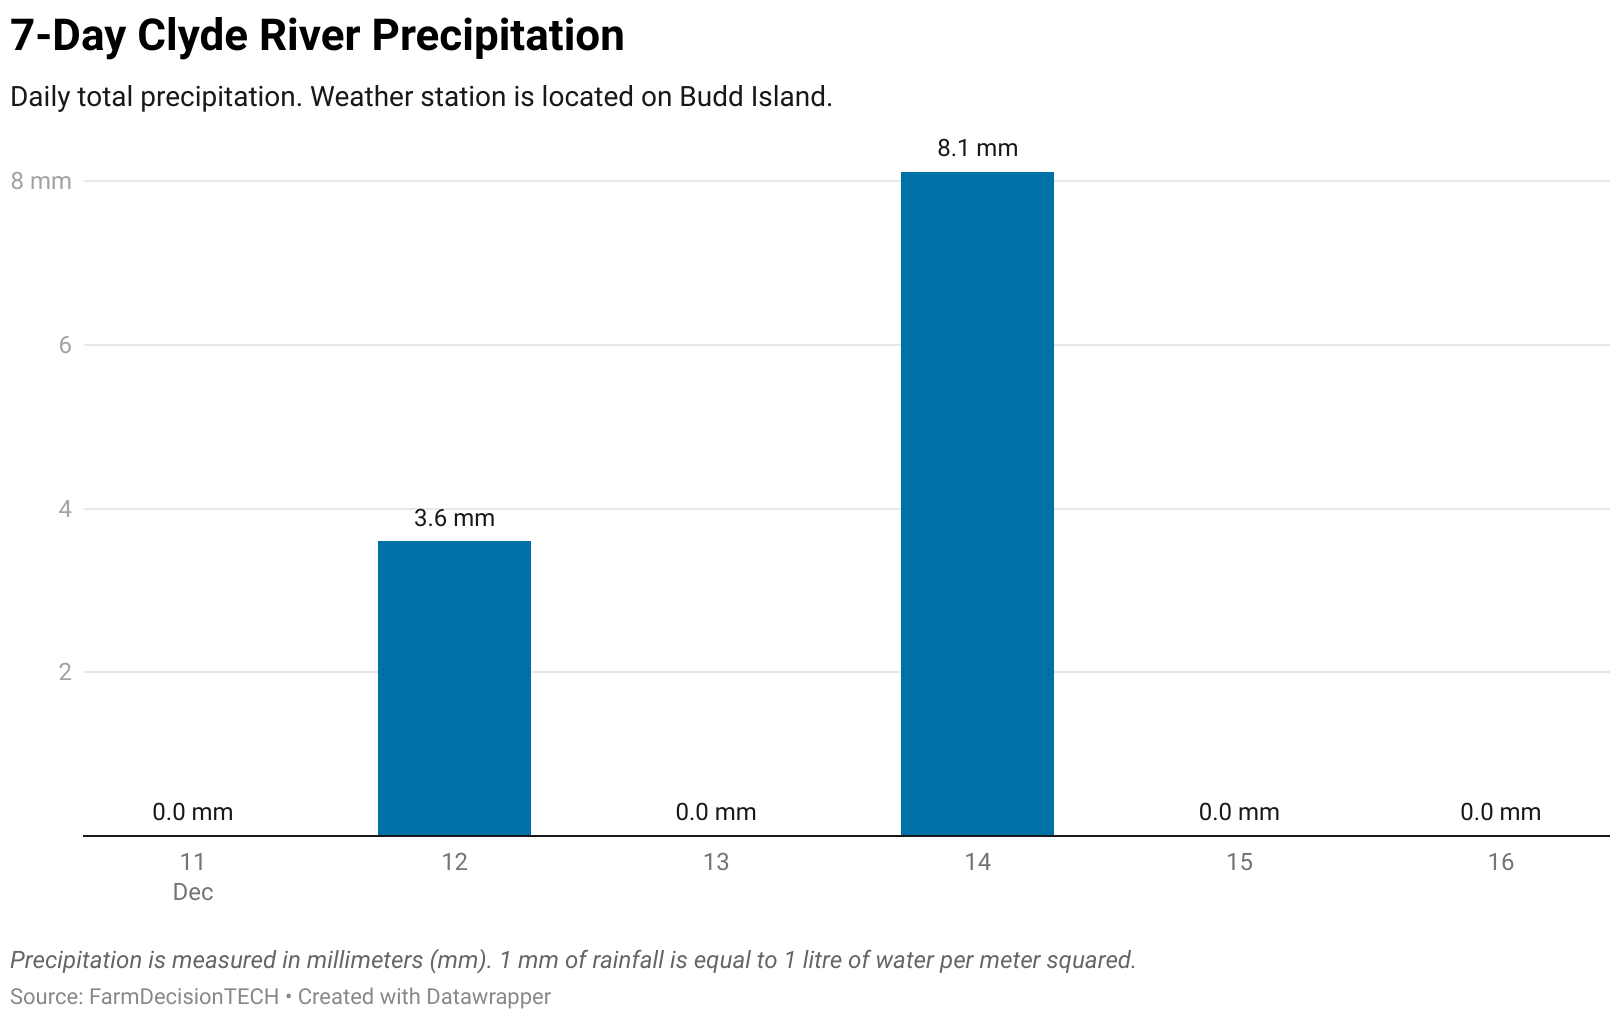 7-Day Clyde River Precipitation
Daily total precipitation. Weather station is located on Budd Island.
8.1 mm
8 mm
6
4
3.6 mm
2
0.0 mm
0.0 mm
0.0 mm
0.0 mm
11
12
13
14
15
16
Dec
Precipitation is measured in millimeters (mm). 1 mm of rainfall is equal to 1 litre of water per meter squared.
Source: FarmDecisionTECH • Created with Datawrapper